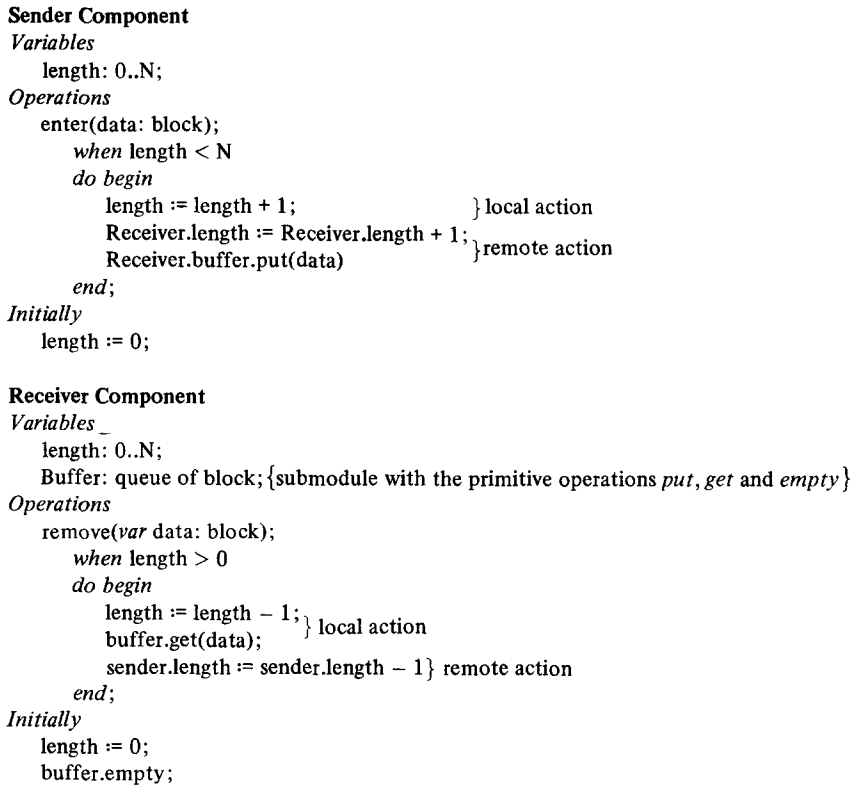 Sender Component
Variables
length: 0..N;
Operations
enter(data: block);
when length < N
do begin
length := length + 1; } local action
Receiver.length := Receiver.length + 1;
Receiver.buffer.put(data) } remote action
end;
Initially
length := 0;
Receiver Component
Variables_
length: 0..N;
Buffer: queue of block; {submodule with the primitive operations put, get and empty}
Operations
remove(var data: block);
when length > 0
do begin
length := length – 1;
buffer.get(data); } local action
sender.length := sender.length – 1} remote action
end;
Initially
length := 0;
buffer.empty;